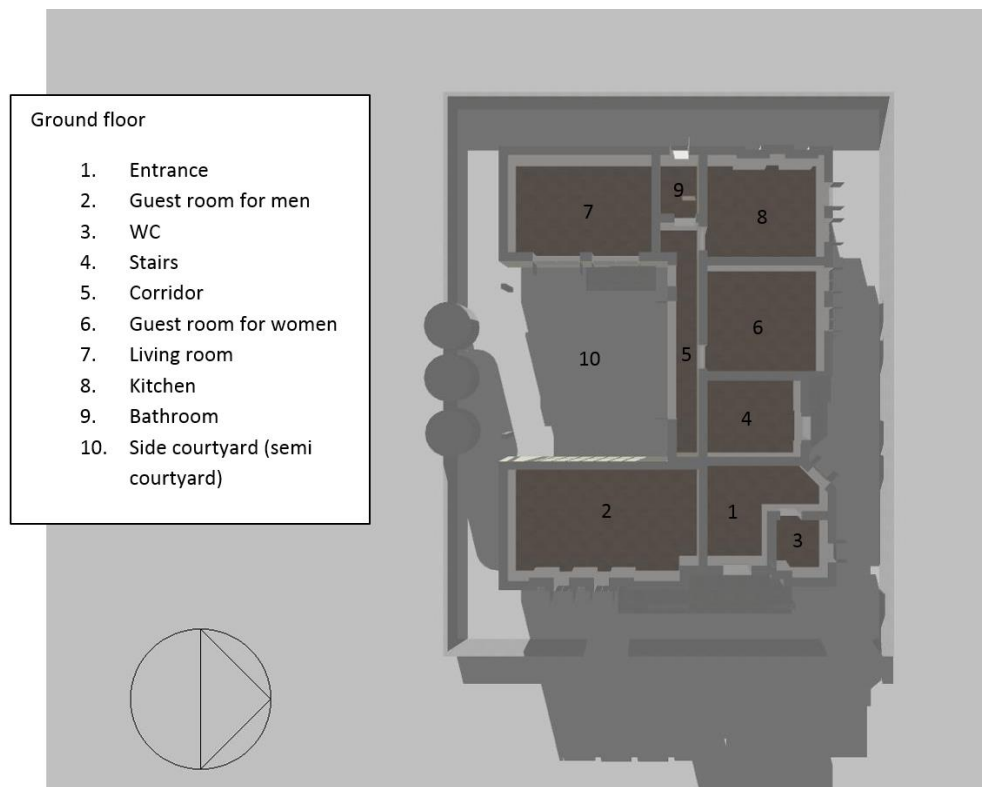 Ground floor
1. Entrance
2. Guest room for men
3. WC
4. Stairs
5. Corridor
6. Guest room for women
7. Living room
8. Kitchen
9. Bathroom
10. Side courtyard (semi
courtyard)
9
7
8
6
5
10
4
2
1
3